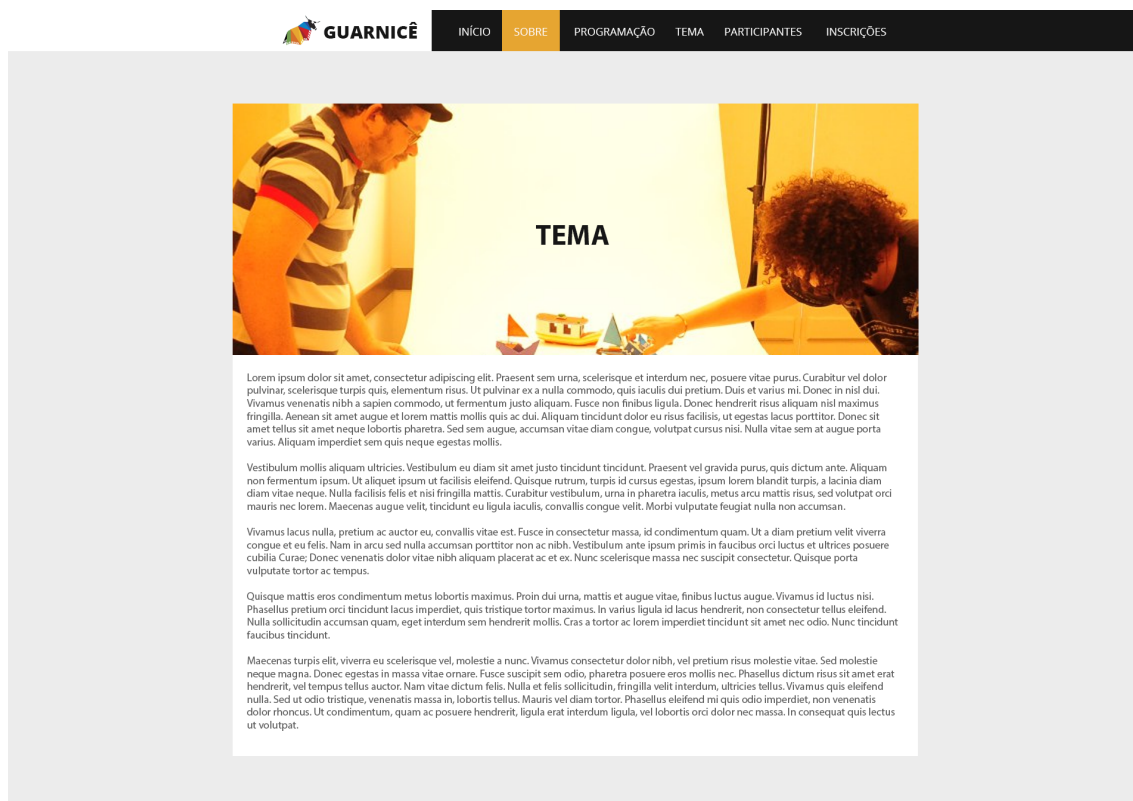 GUARNICÊ
INÍCIO SOBRE PROGRAMAÇÃO TEMA PARTICIPANTES INSCRIÇÕES
TEMA
Lorem ipsum dolor sit amet, consectetur adipiscing elit. Praesent sem urna, scelerisque et interdum nec, posuere vitae purus. Curabitur vel dolor
pulvinar, scelerisque turpis quis, elementum risus. Ut pulvinar ex a nulla commodo, quis iaculis dui pretium. Duis et varius mi. Donec in nisl dui.
Vivamus venenatis nibh a sapien commodo, ut fermentum justo aliquam. Fusce non finibus ligula. Donec hendrerit risus aliquam nisl maximus
fringilla. Aenean sit amet augue et lorem mattis mollis quis ac dui. Aliquam tincidunt dolor eu risus facilisis, ut egestas lacus porttitor. Donec sit
amet tellus sit amet neque lobortis pharetra. Sed sem augue, accumsan vitae diam congue, volutpat cursus nisi. Nulla vitae sem at augue porta
varius. Aliquam imperdiet sem quis neque egestas mollis.
Vestibulum mollis aliquam ultricies. Vestibulum eu diam sit amet justo tincidunt tincidunt. Praesent vel gravida purus, quis dictum ante. Aliquam
non fermentum ipsum. Ut aliquet ipsum ut facilisis eleifend. Quisque rutrum, turpis id cursus egestas, ipsum lorem blandit turpis, a lacinia diam
diam vitae neque. Nulla facilisis felis et nisi fringilla mattis. Curabitur vestibulum, urna in pharetra iaculis, metus arcu mattis risus, sed volutpat orci
mauris nec lorem. Maecenas augue velit, tincidunt eu ligula iaculis, convallis congue velit. Morbi vulputate feugiat nulla non accumsan.
Vivamus lacus nulla, pretium ac auctor eu, convallis vitae est. Fusce in consectetur massa, id condimentum quam. Ut a diam pretium velit viverra
congue et eu felis. Nam in arcu sed nulla accumsan porttitor non ac nibh. Vestibulum ante ipsum primis in faucibus orci luctus et ultrices posuere
cubilia Curae; Donec venenatis dolor vitae nibh aliquam placerat ac et ex. Nunc scelerisque massa nec suscipit consectetur. Quisque porta
vulputate tortor ac tempus.
Quisque mattis eros condimentum metus lobortis maximus. Proin dui urna, mattis et augue vitae, finibus luctus augue. Vivamus id luctus nisi.
Phasellus pretium orci tincidunt lacus imperdiet, quis tristique tortor maximus. In varius ligula id lacus hendrerit, non consectetur tellus eleifend.
Nulla sollicitudin accumsan quam, eget interdum sem hendrerit mollis. Cras a tortor ac lorem imperdiet tincidunt sit amet nec odio. Nunc tincidunt
faucibus tincidunt.
Maecenas turpis elit, viverra eu scelerisque vel, molestie a nunc. Vivamus consectetur dolor nibh, vel pretium risus molestie vitae. Sed molestie
neque magna. Donec egestas in massa vitae ornare. Fusce suscipit sem odio, pharetra posuere eros mollis nec. Phasellus dictum risus sit amet erat
hendrerit, vel tempus tellus auctor. Nam vitae dictum felis. Nulla et felis sollicitudin, fringilla velit interdum, ultricies tellus. Vivamus quis eleifend
nulla. Sed ut odio tristique, venenatis massa in, lobortis tellus. Mauris vel diam tortor. Phasellus eleifend mi quis odio imperdiet, non venenatis
dolor rhoncus. Ut condimentum, quam ac posuere hendrerit, ligula erat interdum ligula, vel lobortis orci dolor nec massa. In consequat quis lectus
ut volutpat.